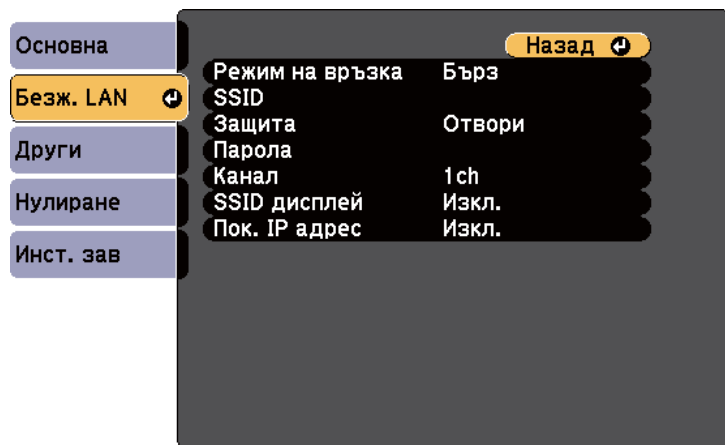 Основна
Безж. LAN
Други
Нулиране
Инст. зав
Назад
Режим на връзка Бърз
SSID
Защита Отвори
Парола
Канал 1ch
SSID дисплей Изкл.
Пок. IP адрес Изкл.